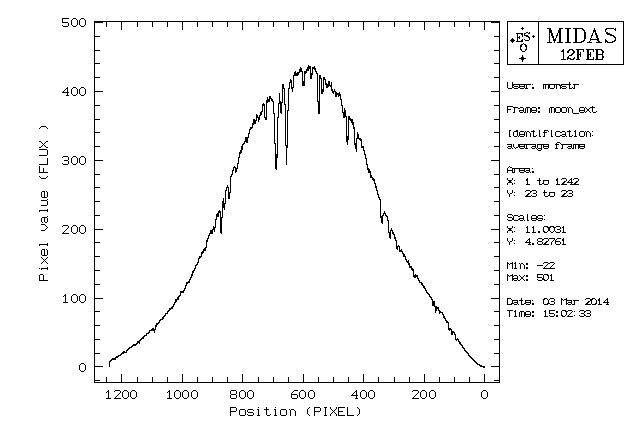 ES
O
MIDAS
12FEB
User: monstr
Frame: moon_ext
Identification:
average frame
Area:
X: 1 to 1242
Y: 23 to 23
Scales:
X: 11.0031
Y: 4.82761
Min: -22
Max: 501
Date: 03 Mar 2014
Time: 15:02:33
Pixel value (FLUX )
500
400
300
200
100
0
1200 1000 800 600 400 200 0
Position (PIXEL)